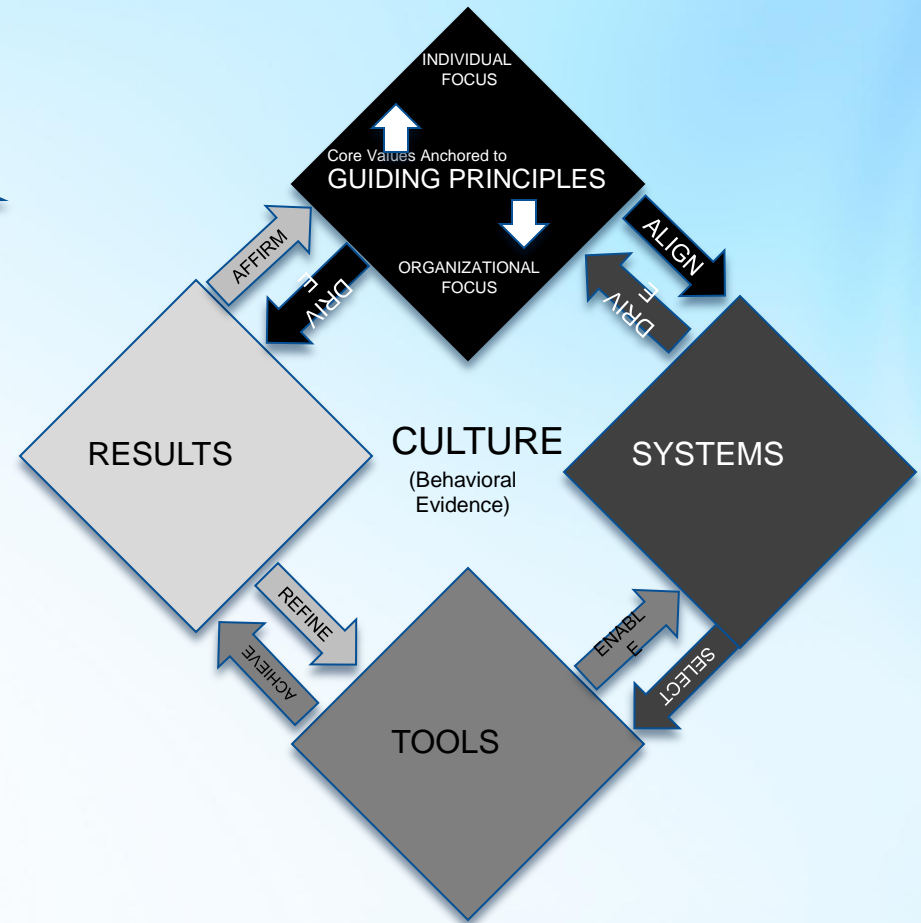 INDIVIDUAL
FOCUS
Core Values Anchored to
GUIDING PRINCIPLES
ORGANIZATIONAL
FOCUS
AFFIRM
DRIV
E
ALIGN
DRIV
E
RESULTS
CULTURE
(Behavioral
Evidence)
SYSTEMS
REFINE
ACHIEVE
ENABL
E
SELECT
TOOLS